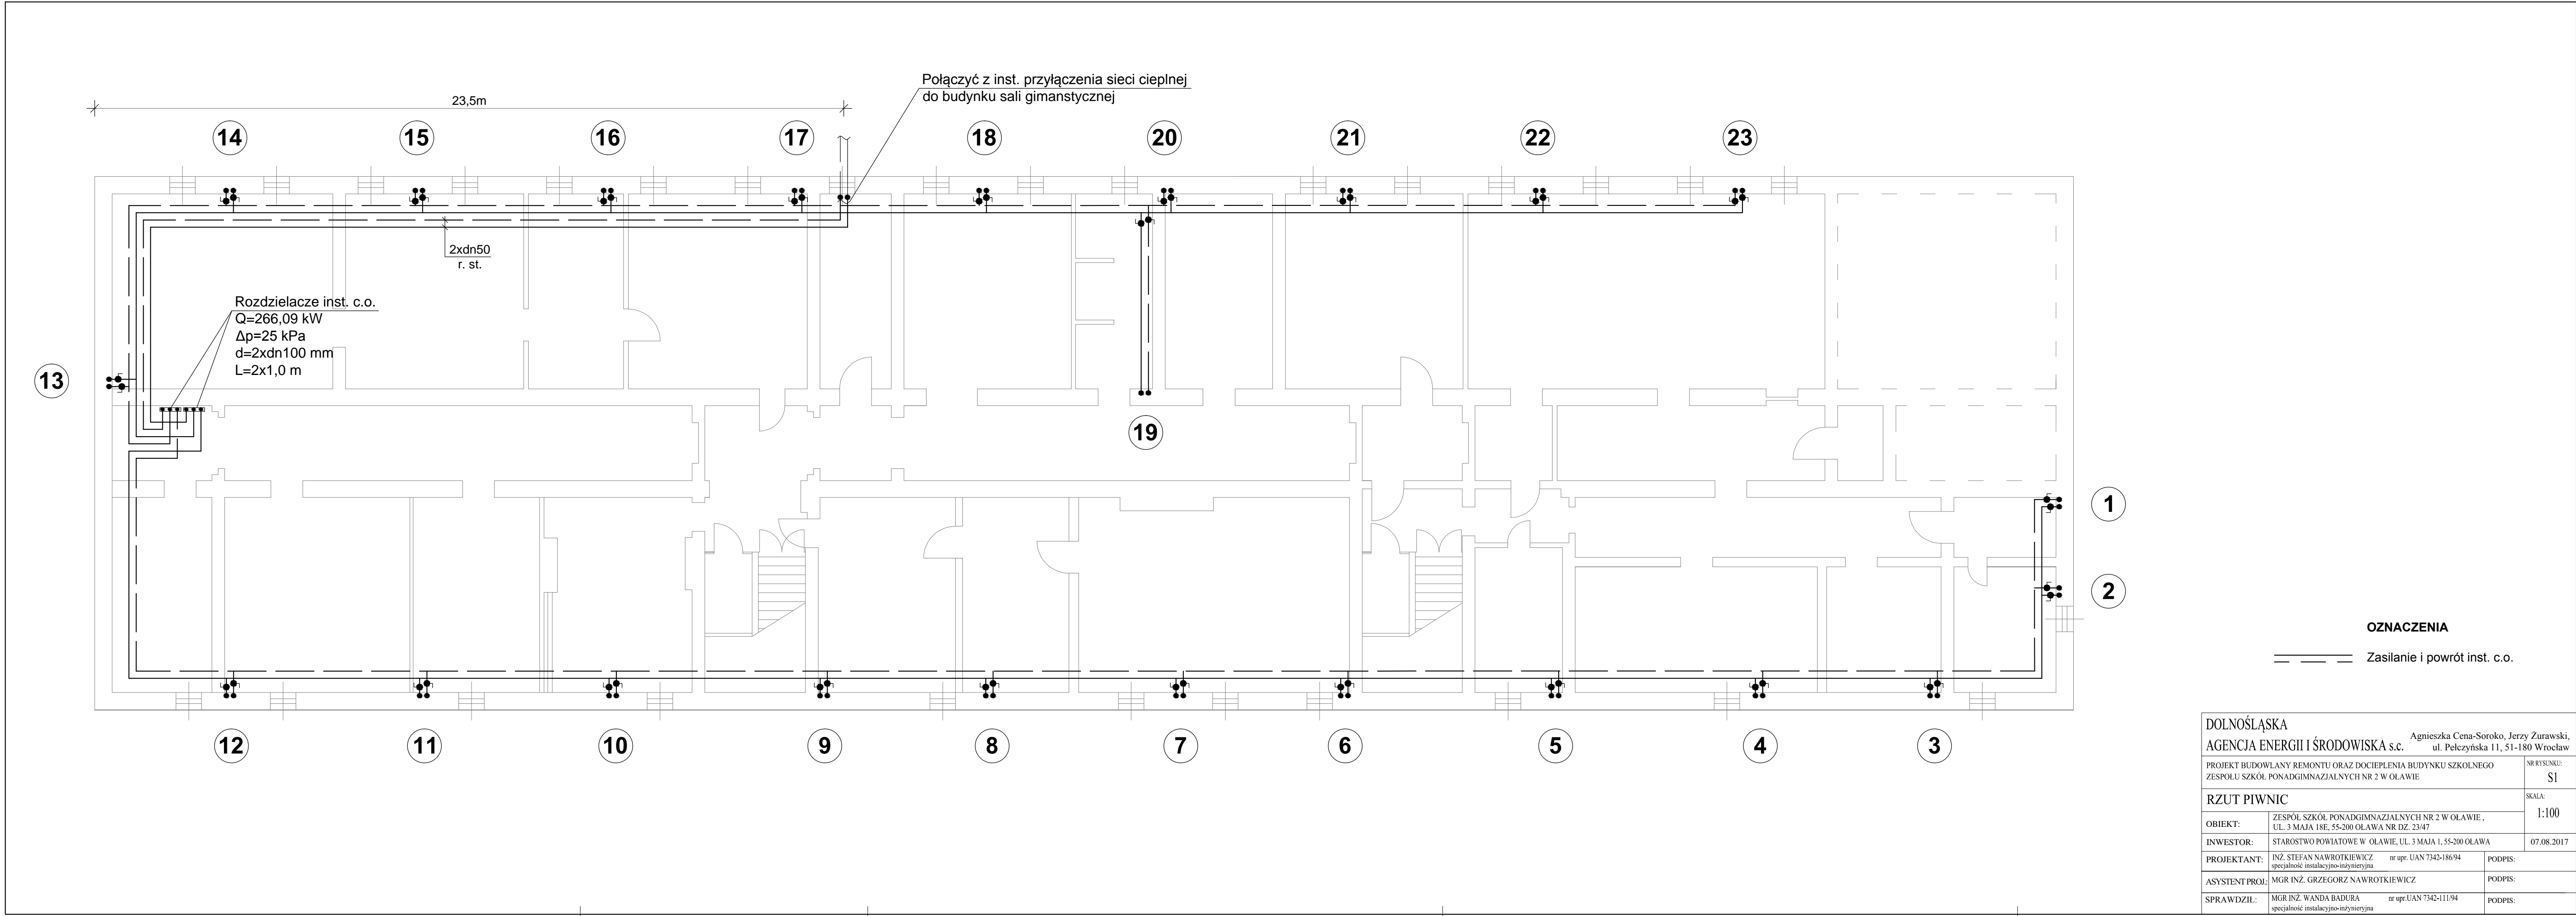 Połączyć z inst. przyłączenia sieci cieplnej
do budynku sali gimanstycznej
23,5m
14
15
16
17
18
20
21
22
23
2xdn50
r. st.
Rozdzielacze inst. c.o.
Q=266,09 kW
Δp=25 kPa
d=2xdn100 mm
L=2x1,0 m
13
19
1
2
12
11
10
9
8
7
6
5
4
3
OZNACZENIA
Zasilanie i powrót inst. c.o.
DOLNOŚLĄSKA
AGENCJA ENERGII I ŚRODOWISKA s.c.
Agnieszka Cena-Soroko, Jerzy Żurawski,
ul. Pełczyńska 11, 51-180 Wrocław
PROJEKT BUDOWLANY REMONTU ORAZ DOCIEPLENIA BUDYNKU SZKOLNEGO
ZESPOŁU SZKÓŁ PONADGIMNAZJALNYCH NR 2 W OŁAWIE
NR RYSUNKU:
S1
RZUT PIWNIC
SKALA:
1:100
OBIEKT:
ZESPÓŁ SZKÓŁ PONADGIMNAZJALNYCH NR 2 W OŁAWIE ,
UL. 3 MAJA 18E, 55-200 OŁAWA NR DZ. 23/47
INWESTOR:
STAROSTWO POWIATOWE W OŁAWIE, UL. 3 MAJA 1, 55-200 OŁAWA
07.08.2017
PROJEKTANT:
INŻ. STEFAN NAWROTKIEWICZ nr upr. UAN 7342-186/94
specjalność instalacyjno-inżynieryjna
PODPIS:
ASYSTENT PROJ.:
MGR INŻ. GRZEGORZ NAWROTKIEWICZ
PODPIS:
SPRAWDZIŁ:
MGR INŻ. WANDA BADURA nr upr.UAN 7342-111/94
specjalność instalacyjno-inżynieryjna
PODPIS: